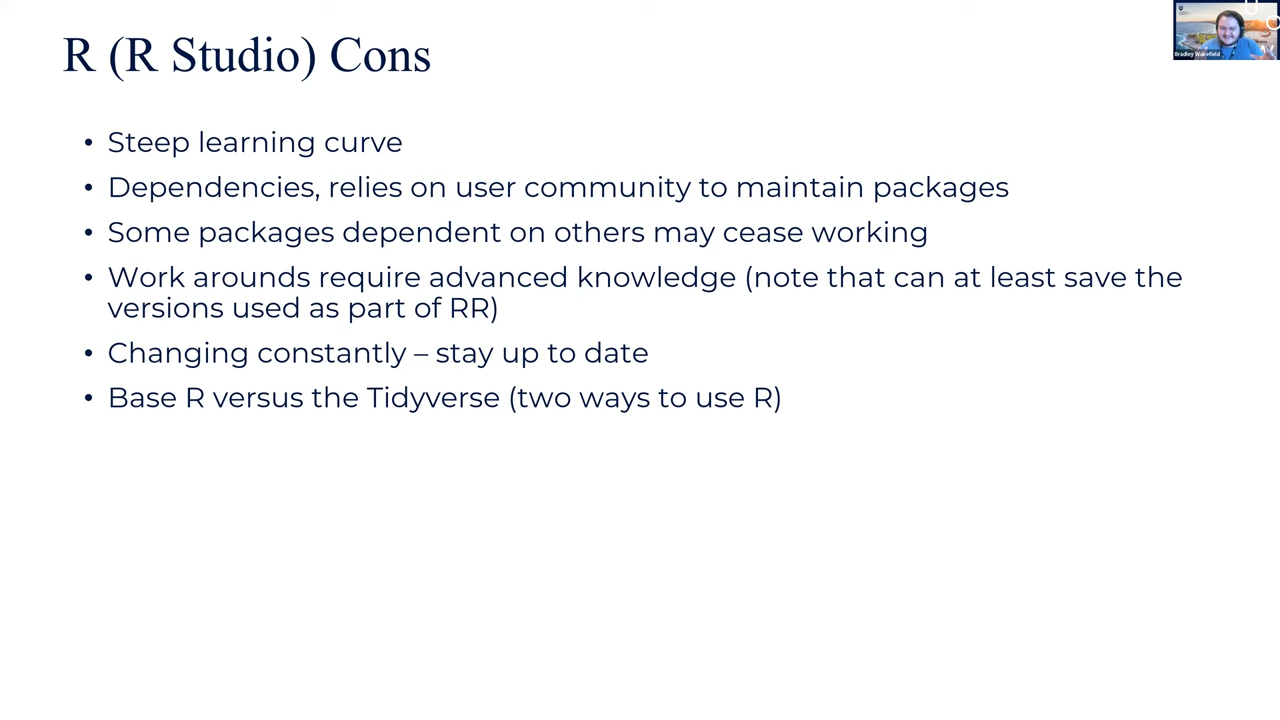 R (R Studio) Cons
Bradley Wakefield
• Steep learning curve
• Dependencies, relies on user community to maintain packages
• Some packages dependent on others may cease working
• Work arounds require advanced knowledge (note that can at least save the
versions used as part of RR)
• Changing constantly – stay up to date
• Base R versus the Tidyverse (two ways to use R)